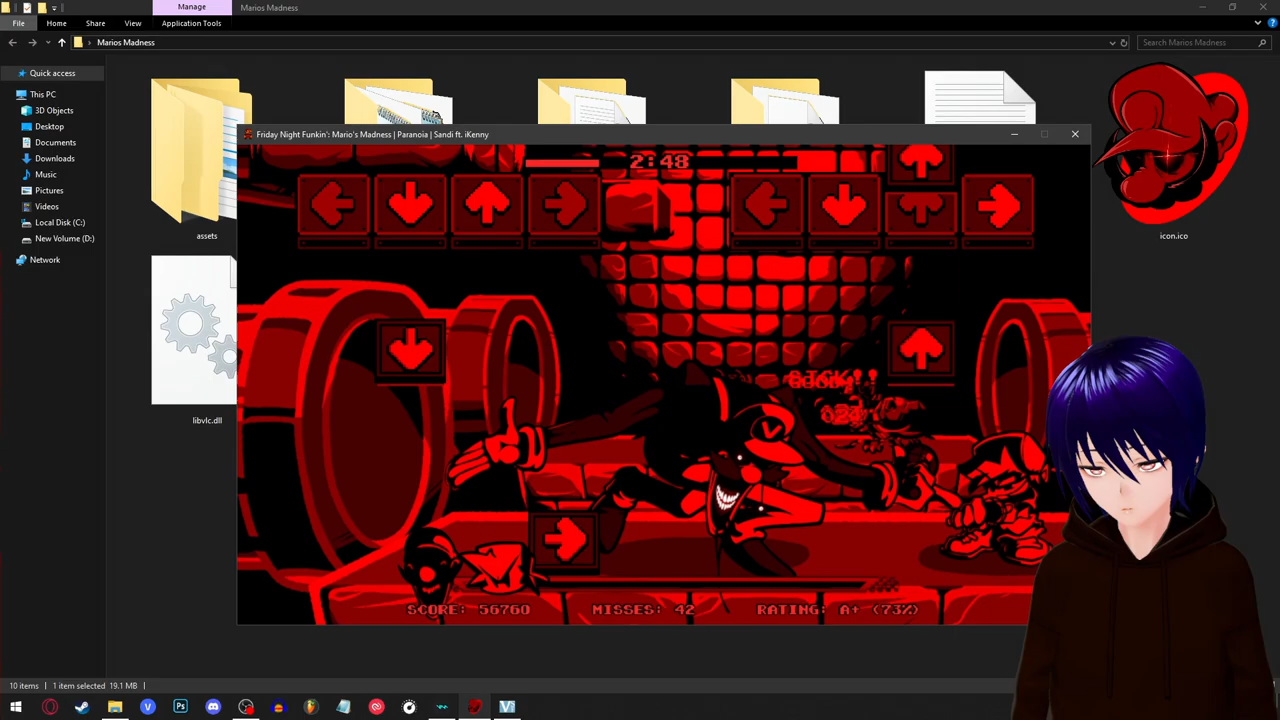 Manage
Marios Madness
File
Home
Share
View
Application Tools
Marios Madness
Search Marios Madness
Quick access
This PC
3D Objects
Desktop
Documents
Downloads
Music
Pictures
Videos
Local Disk (C:)
New Volume (D:)
Network
assets
icon.ico
libvlc.dll
Friday Night Funkin': Mario's Madness | Paranoia | Sandi ft. iKenny
2:48
V
SICK!!
GOOD!!
SCORE: 56760
MISSES: 42
RATING: A+ (73%)
10 items
1 item selected 19.1 MB
Ps